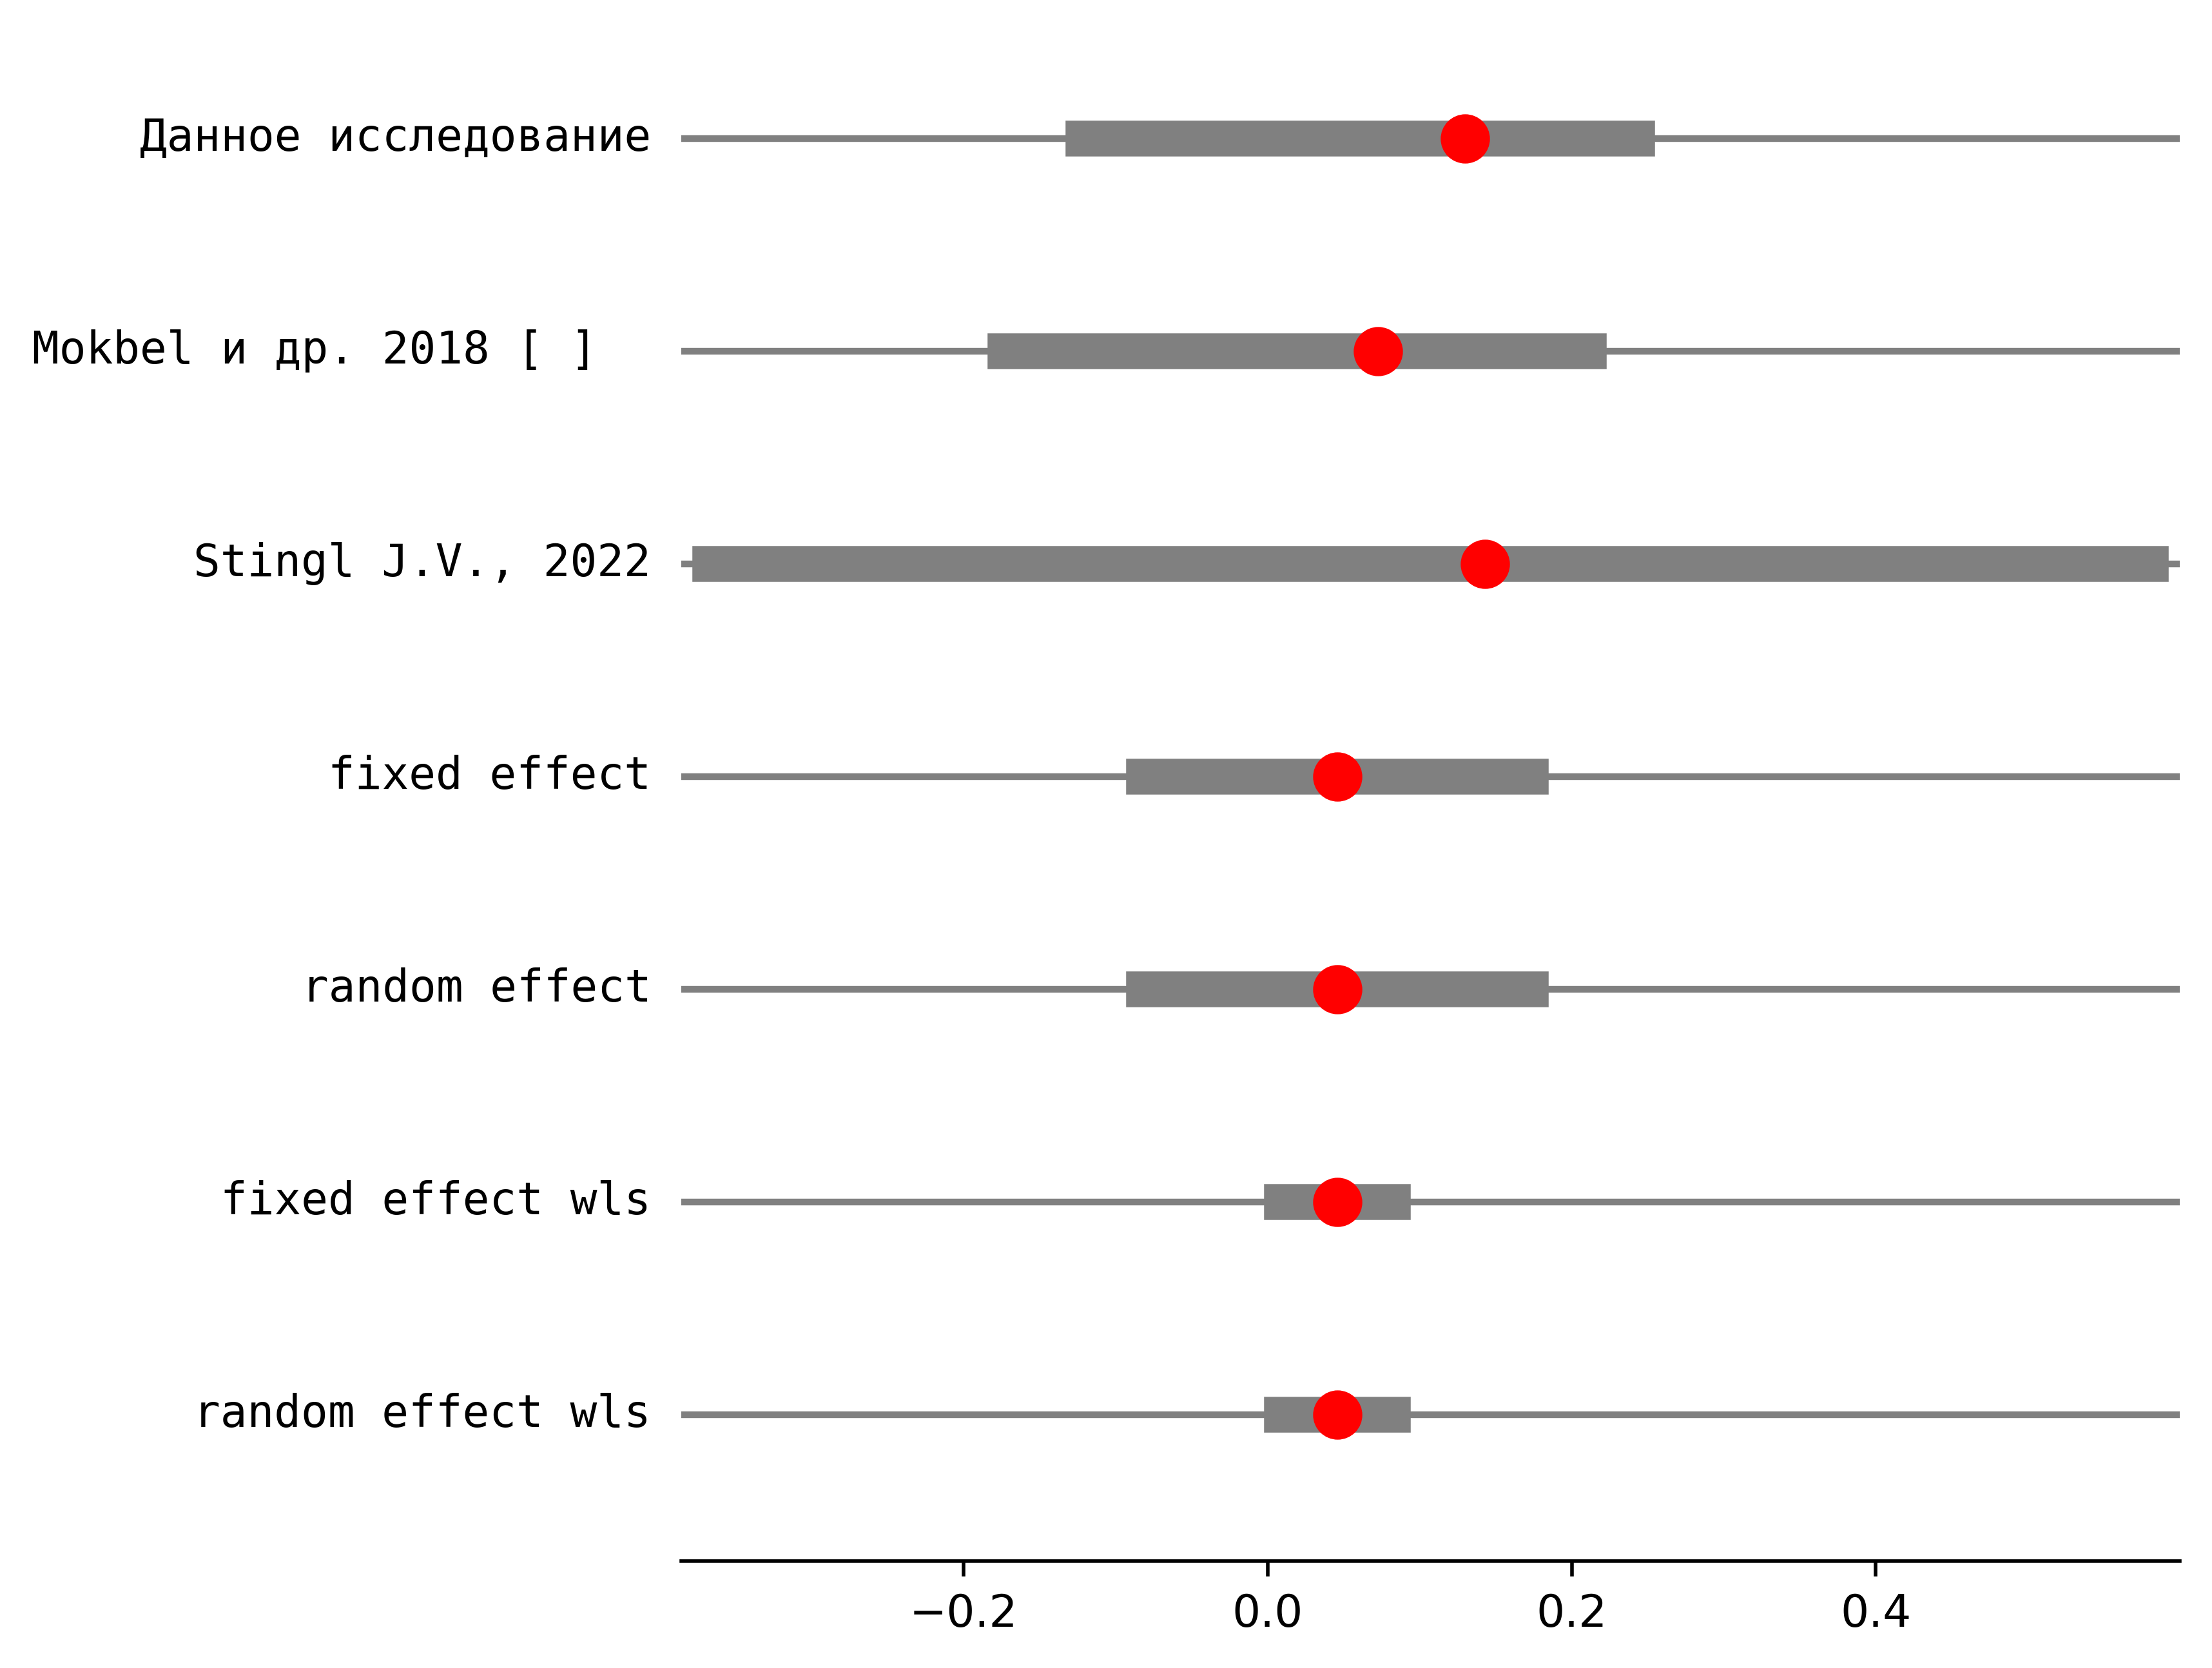 Данное исследование
Mokbel и др. 2018 [ ]
Stingl J.V., 2022
fixed effect
random effect
fixed effect wls
random effect wls
−0.2 0.0 0.2 0.4